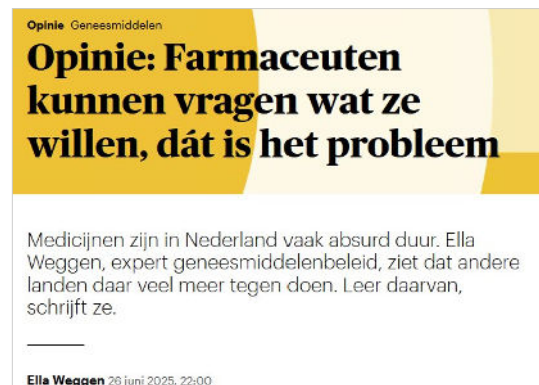 Opinie Geneesmiddelen
Opinie: Farmaceuten
kunnen vragen wat ze
willen, dát is het probleem
Medicijnen zijn in Nederland vaak absurd duur. Ella
Weggen, expert geneesmiddelenbeleid, ziet dat andere
landen daar veel meer tegen doen. Leer daarvan,
schrijft ze.
Ella Weggen 26 juni 2025, 22:00